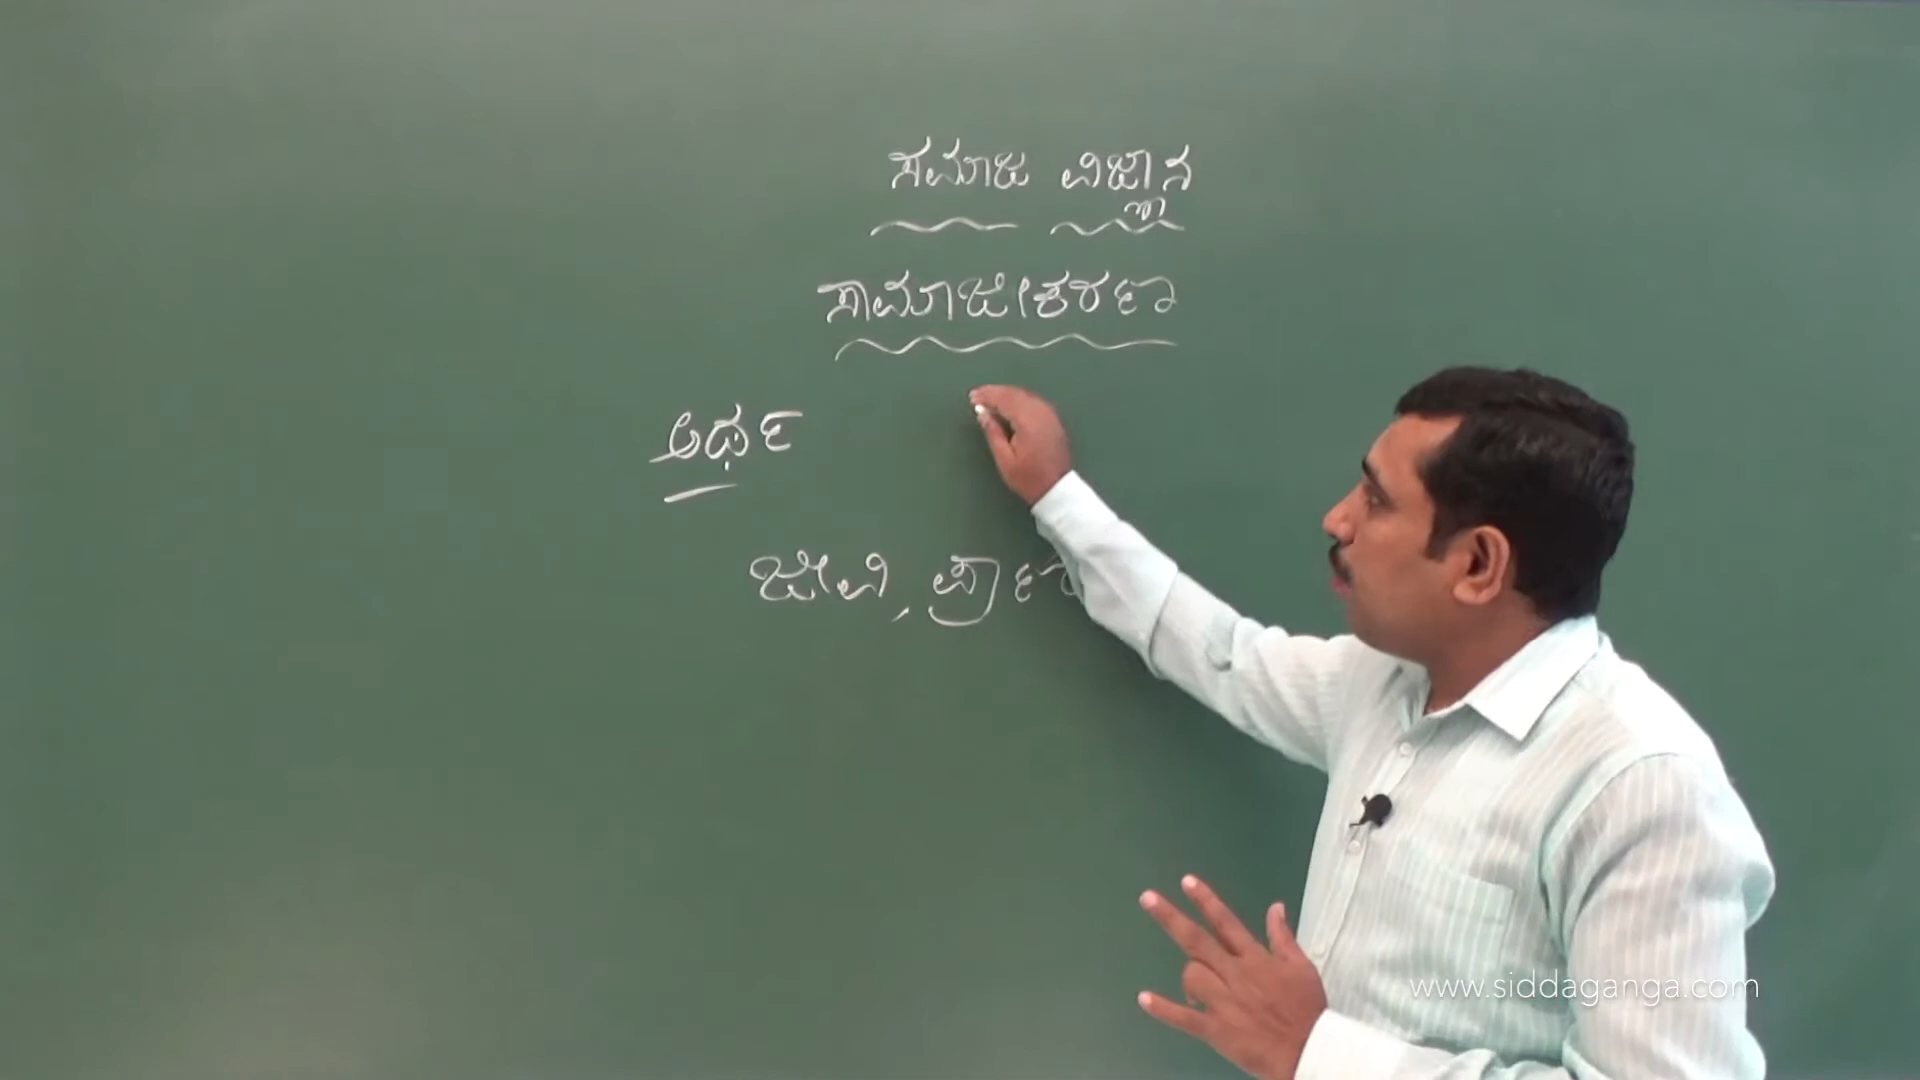 ಸಮಾಜ ವಿಜ್ಞಾನ
ಸಾಮಾಜೀಕರಣ
ಅರ್ಥ
ಜೀವಿ,
www.siddaganga.com